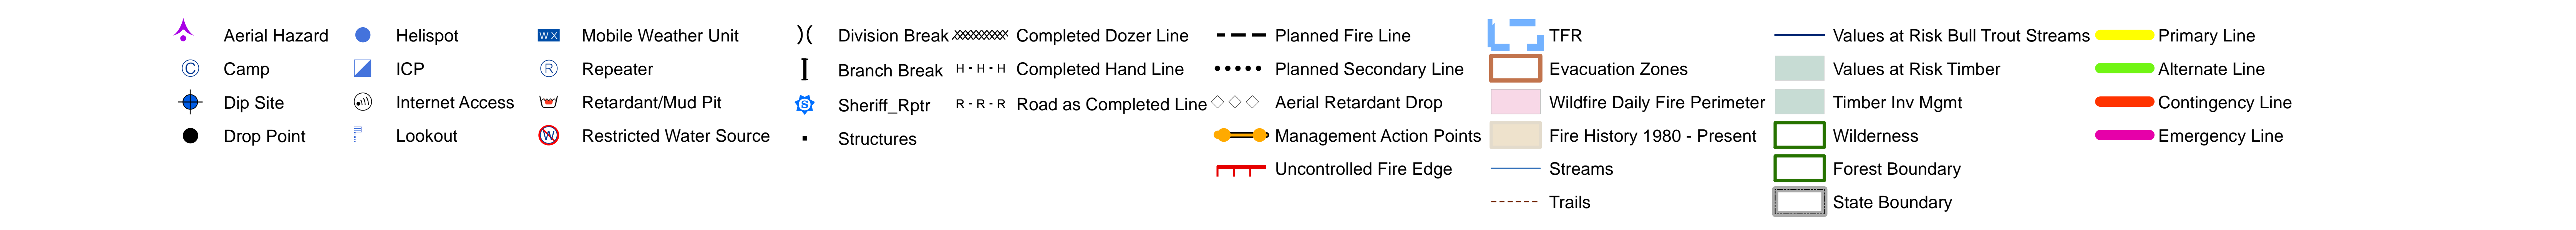 Aerial Hazard
Camp
Dip Site
Drop Point
Helispot
ICP
Internet Access
Lookout
W X Mobile Weather Unit
R Repeater
Retardant/Mud Pit
W Restricted Water Source
Division Break
Branch Break
S Sheriff_Rptr
Structures
Completed Dozer Line
H - H - H Completed Hand Line
R - R - R Road as Completed Line
Planned Fire Line
Planned Secondary Line
Aerial Retardant Drop
Management Action Points
Uncontrolled Fire Edge
TFR
Evacuation Zones
Wildfire Daily Fire Perimeter
Fire History 1980 - Present
Streams
Trails
Values at Risk Bull Trout Streams
Values at Risk Timber
Timber Inv Mgmt
Wilderness
Forest Boundary
State Boundary
Primary Line
Alternate Line
Contingency Line
Emergency Line